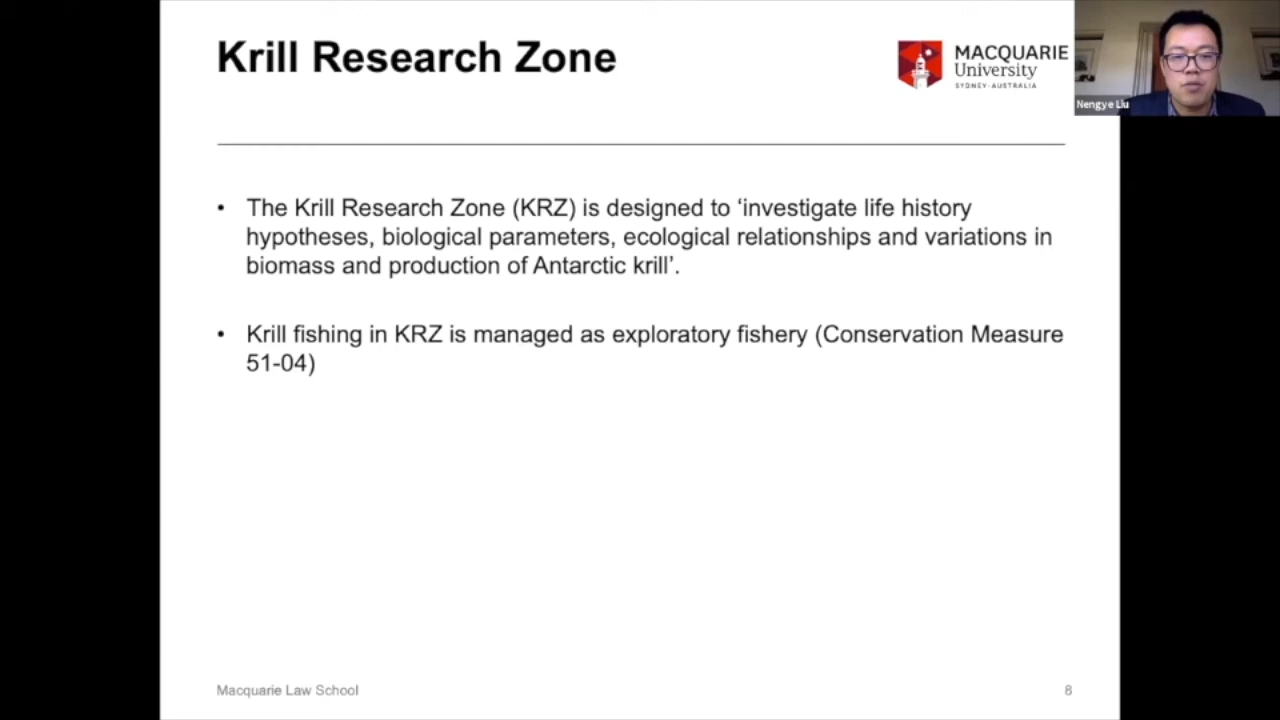 Krill Research Zone
MACQUARIE
University
SYDNEY·AUSTRALIA
Nengye Liu
• The Krill Research Zone (KRZ) is designed to ‘investigate life history
hypotheses, biological parameters, ecological relationships and variations in
biomass and production of Antarctic krill’.
• Krill fishing in KRZ is managed as exploratory fishery (Conservation Measure
51-04)
Macquarie Law School
8